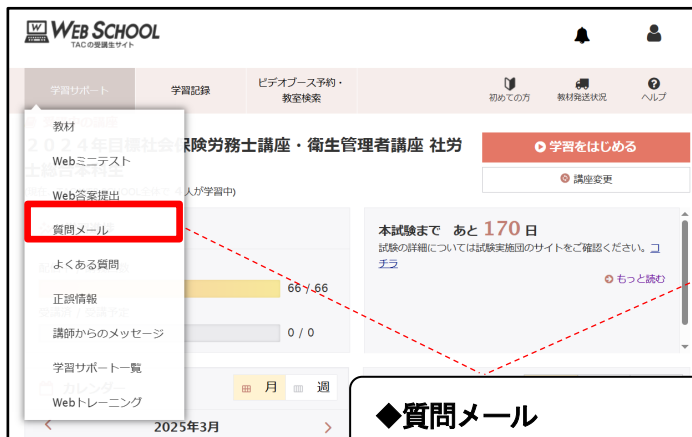 WEB SCHOOL
TACの受講生サイト
学習サポート
学習記録
ビデオブース予約・
教室検索
初めての方
教材発送状況
ヘルプ
教材
Webミニテスト
Web答案提出
質問メール
よくある質問
正誤情報
講師からのメッセージ
学習サポート一覧
Webトレーニング
2024年目標社会保険労務士講座・衛生管理者講座 社労
士総合本科生
人が学習中)
学習をはじめる
講座変更
本試験まで あと 170 日
試験の詳細については試験実施団のサイトをご確認ください。コ
チラ
もっと読む
66 / 66
0 / 0
カレンダー
月
週
2025年3月
◆質問メール